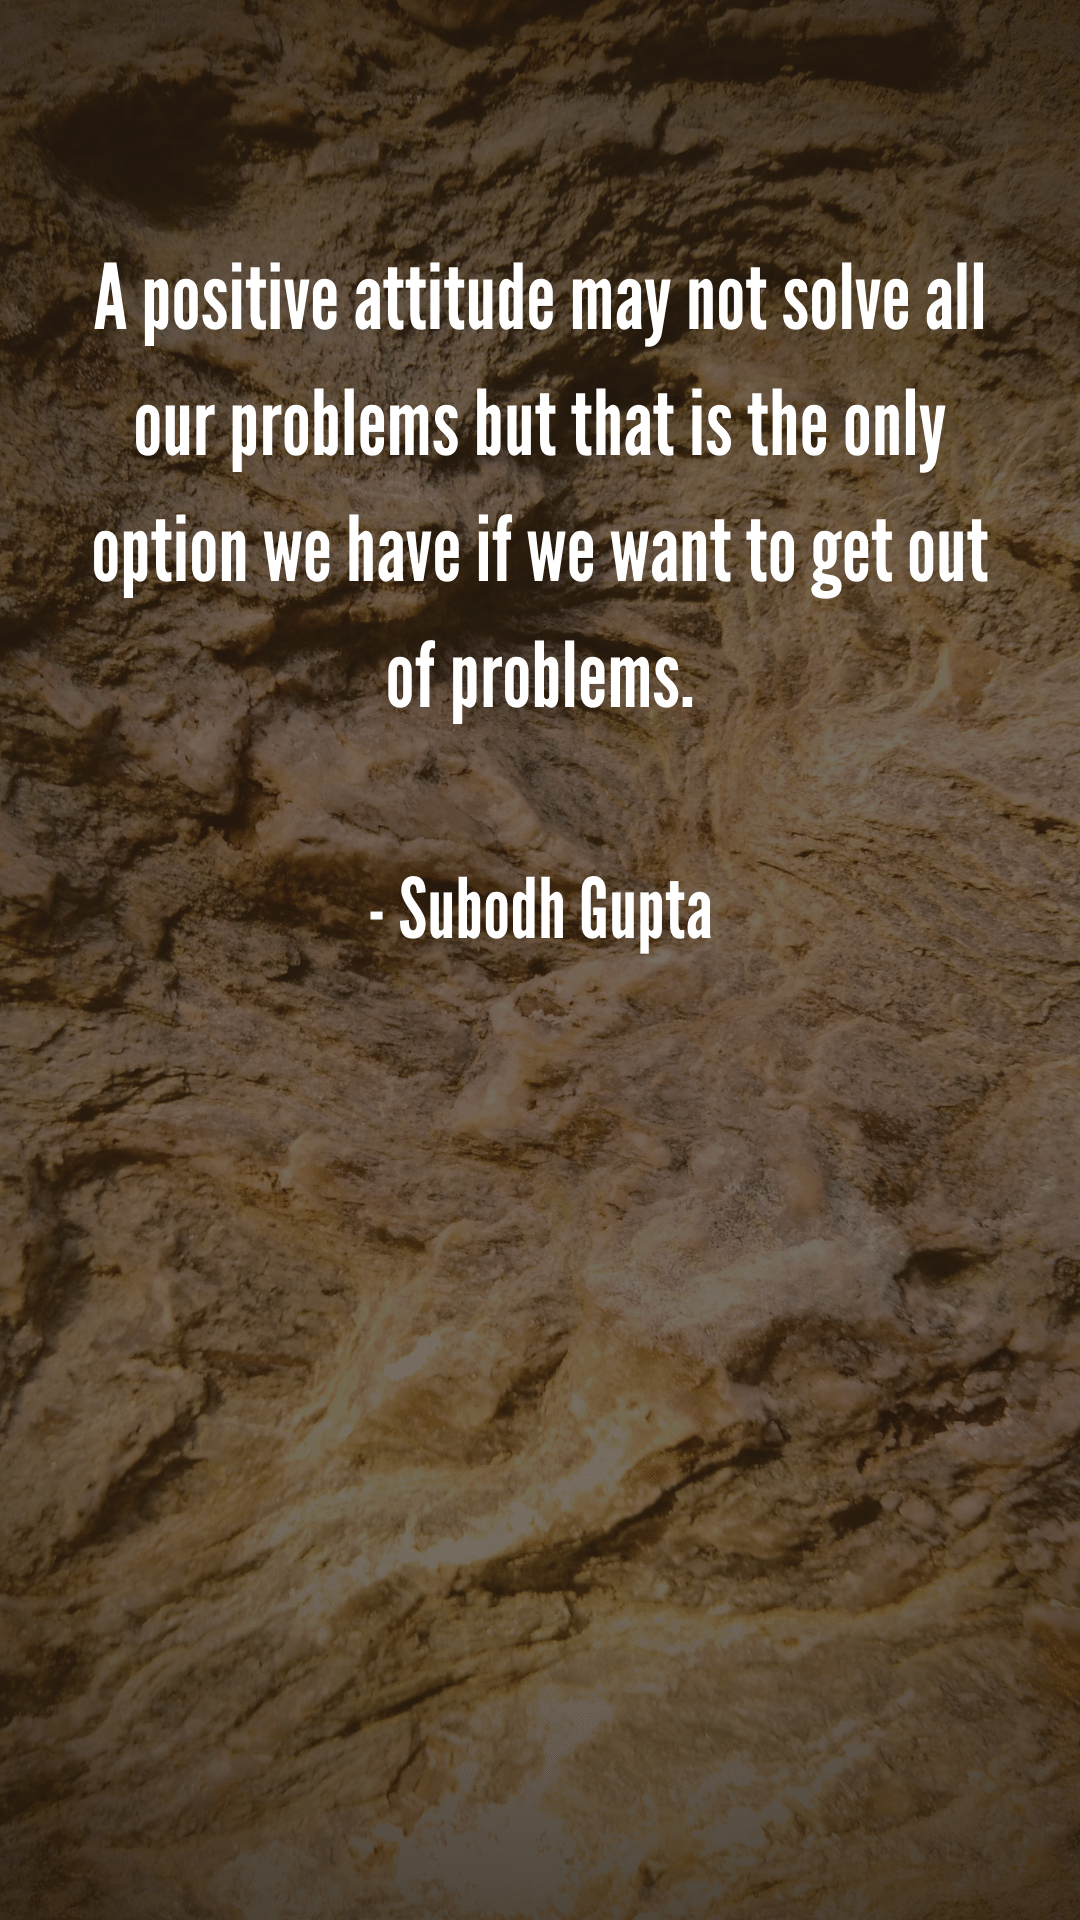 A positive attitude may not solve all
our problems but that is the only
option we have if we want to get out
of problems.
- Subodh Gupta